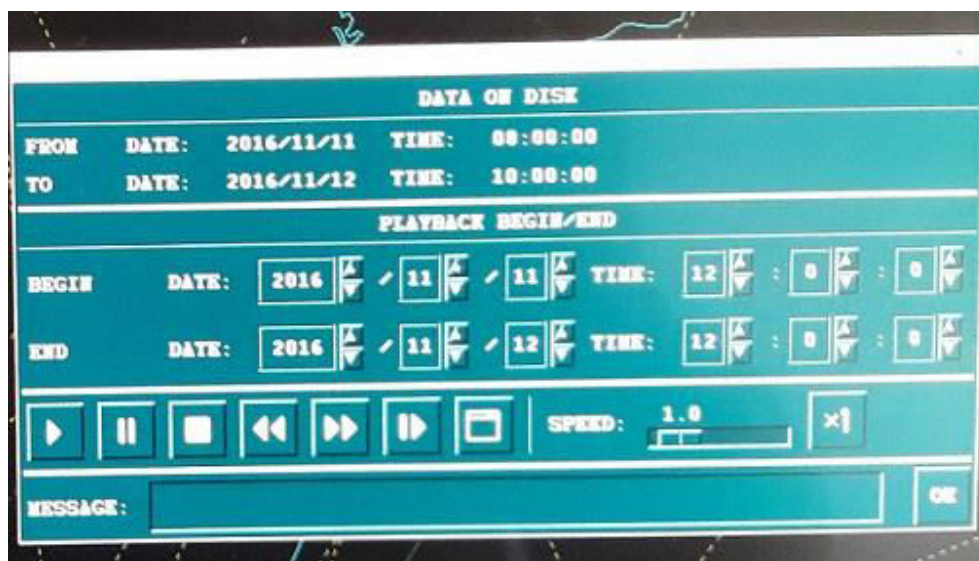 DATA ON DISK
FROM DATE: 2016/11/11 TIME: 08:00:00
TO DATE: 2016/11/12 TIME: 10:00:00
PLAYBACK BEGIN/END
BEGIN DATE: 2016 / 11 / 11 TIME: 12 : 0 : 0
END DATE: 2016 / 11 / 12 TIME: 12 : 0 : 0
SPEED: 1.0 ×1
MESSAGE: OK